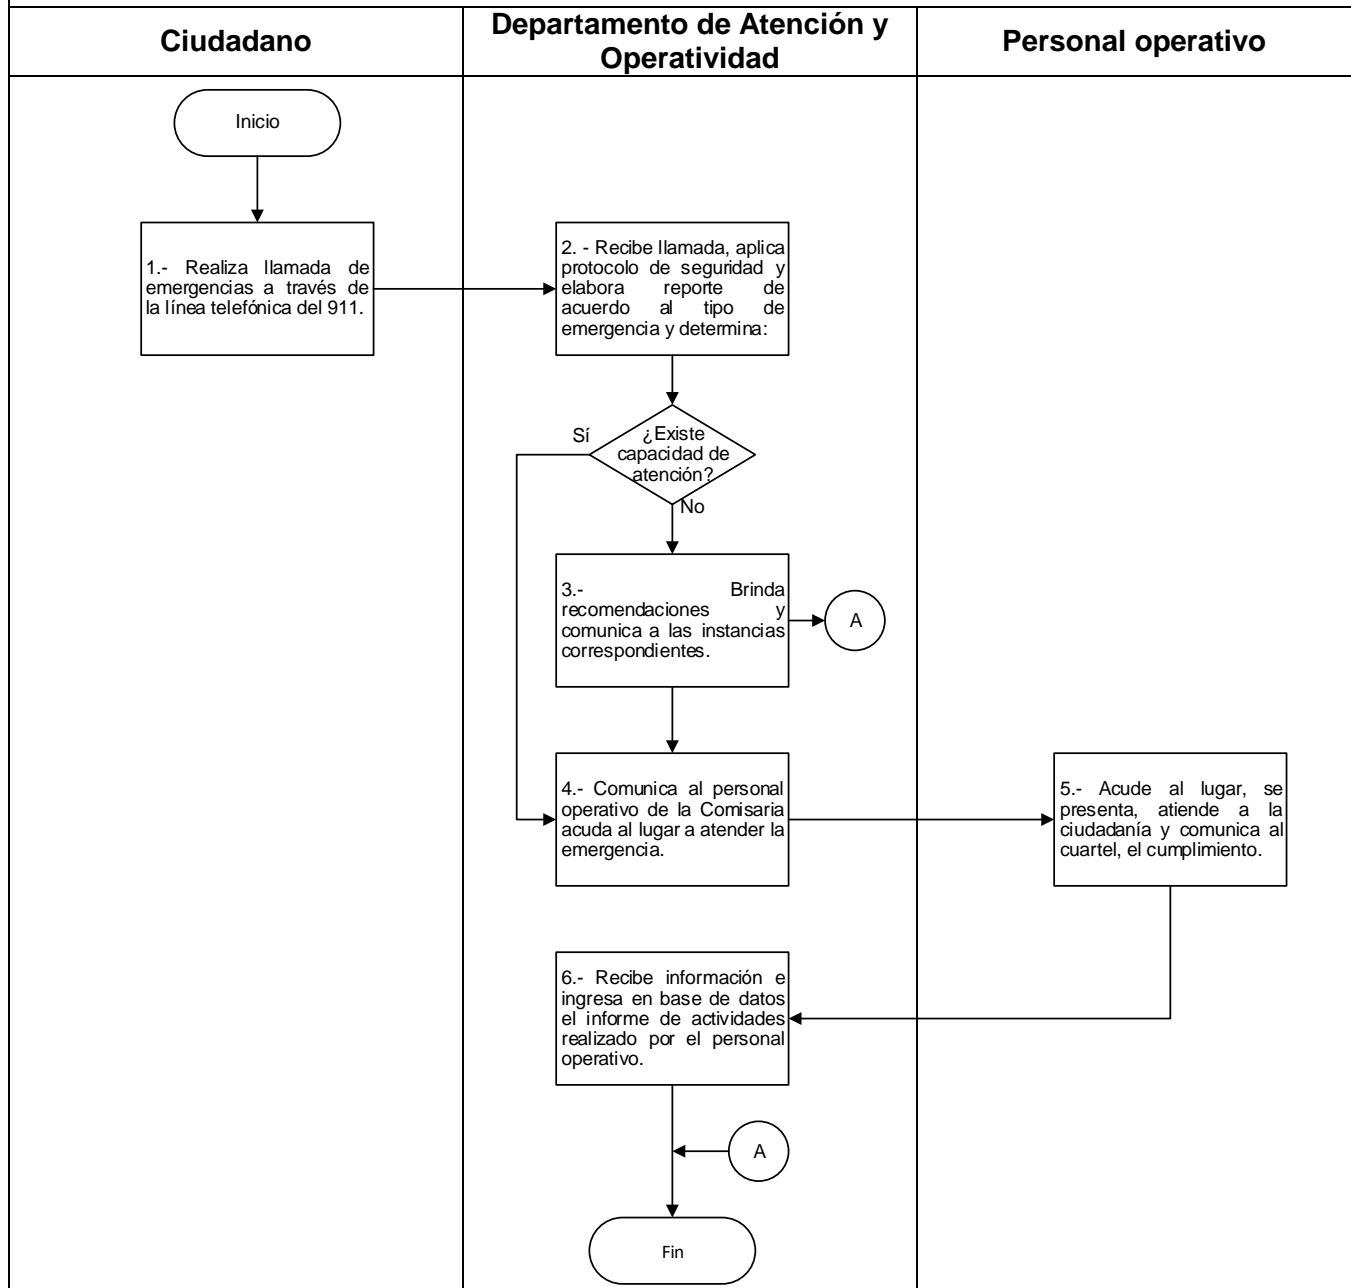 Ciudadano
Departamento de Atención y
Operatividad
Personal operativo
Inicio
1.- Realiza llamada de
emergencias a través de
la línea telefónica del 911.
2. - Recibe llamada, aplica
protocolo de seguridad y
elabora reporte de
acuerdo al tipo de
emergencia y determina:
¿Existe
capacidad de
atención?
Sí
No
3.- Brinda
recomendaciones y
comunica a las instancias
correspondientes.
A
4.- Comunica al personal
operativo de la Comisaria
acuda al lugar a atender la
emergencia.
5.- Acude al lugar, se
presenta, atiende a la
ciudadanía y comunica al
cuartel, el cumplimiento.
6.- Recibe información e
ingresa en base de datos
el informe de actividades
realizado por el personal
operativo.
A
Fin